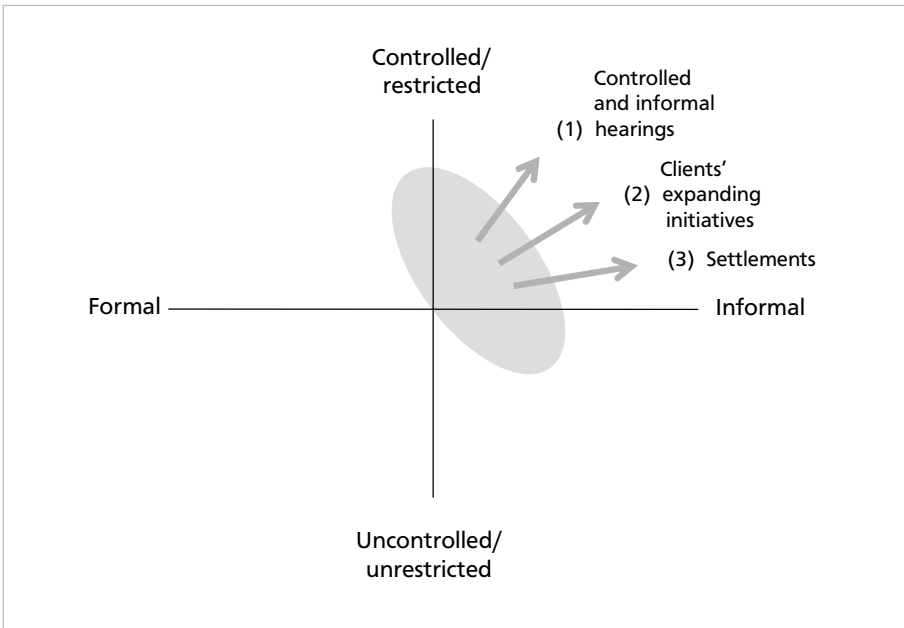 Controlled/
restricted
Controlled
and informal
(1) hearings
Clients’
(2) expanding
initiatives
(3) Settlements
Formal
Informal
Uncontrolled/
unrestricted